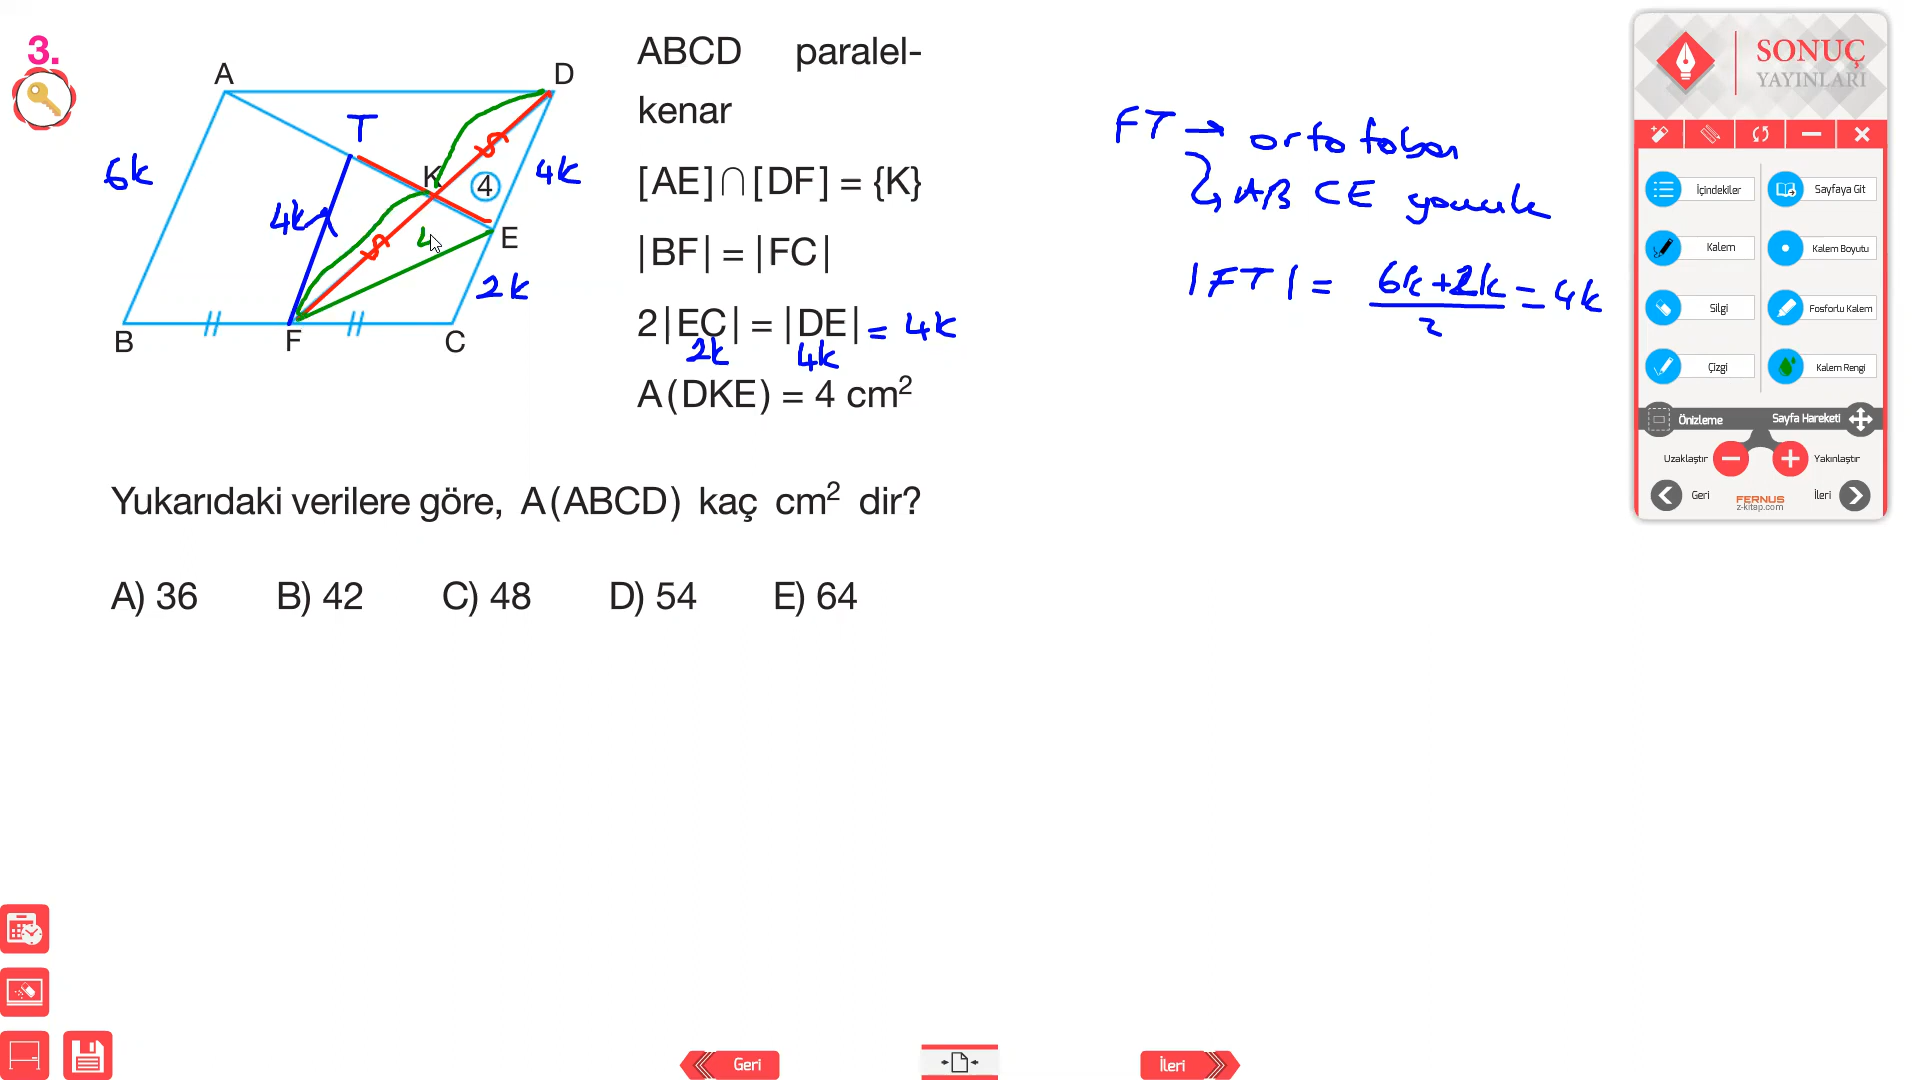 3.
A
D
T
6k
K
4
4k
4k
E
2k
B
F
C
ABCD paralel-
kenar
[AE]∩[DF] = {K}
|BF| = |FC|
2|EC| = |DE| = 4k
2k 4k
A(DKE) = 4 cm²
Yukarıdaki verilere göre, A(ABCD) kaç cm² dir?
A) 36 B) 42 C) 48 D) 54 E) 64
FT → orta taban
↳ ABCE yamuk
|FT| = (6k+2k)/2 = 4k
SONUÇ
YAYINLARI
İçindekiler
Sayfaya Git
Kalem
Kalem Boyutu
Silgi
Fosforlu Kalem
Çizgi
Kalem Rengi
Önizleme
Sayfa Hareketi
Uzaklaştır
Yakınlaştır
Geri
FERNUS
z-kitap.com
İleri
Geri
İleri